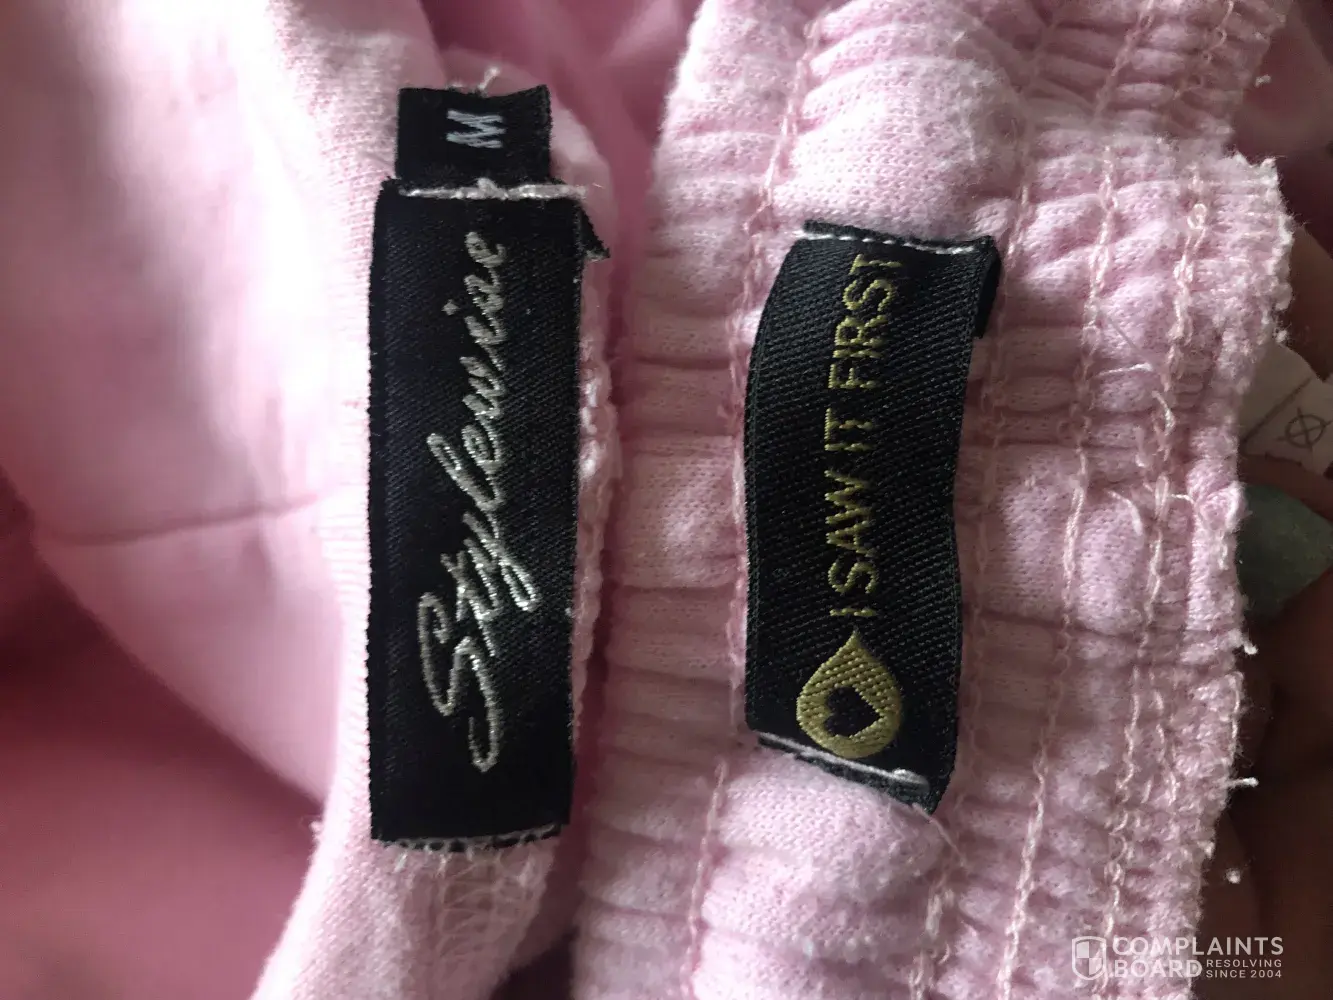 M
Stylewise
I SAW IT FIRST
COMPLAINTS
BOARD RESOLVING
SINCE 2004